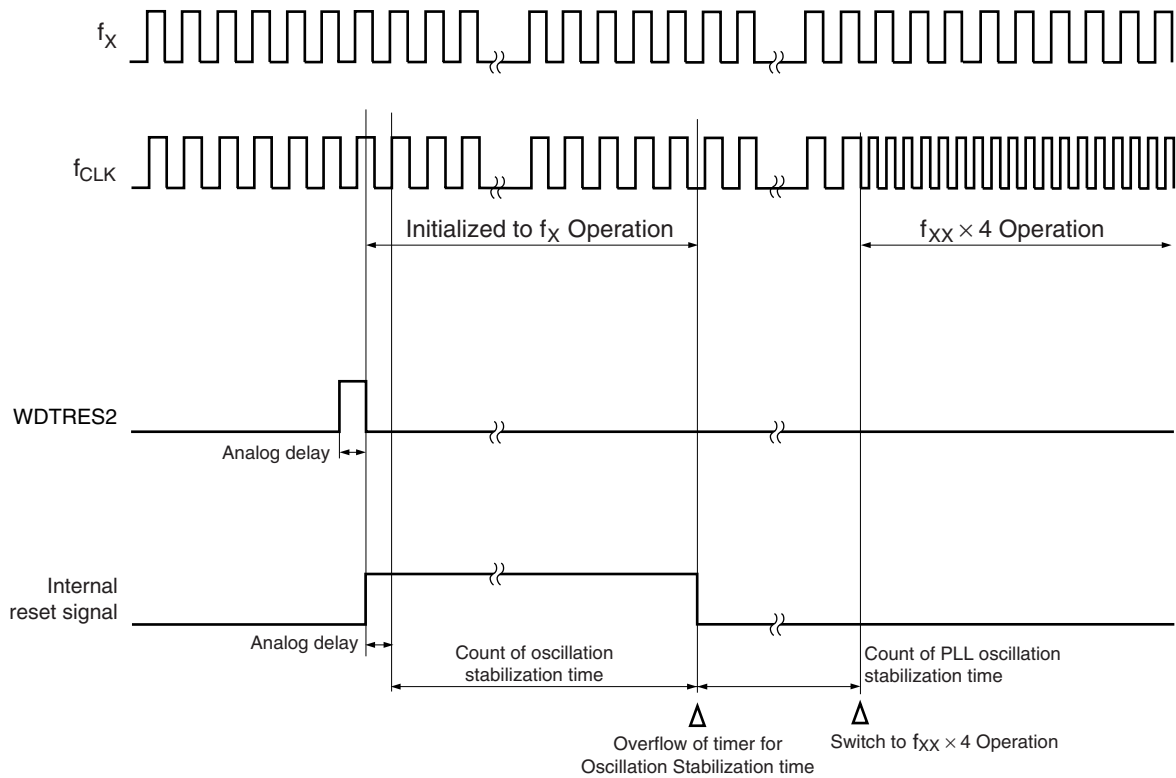 fX
fCLK
Initialized to fX Operation
fXX × 4 Operation
WDTRES2
Analog delay
Internal
reset signal
Analog delay
Count of oscillation
stabilization time
Count of PLL oscillation
stabilization time
Overflow of timer for
Oscillation Stabilization time
Switch to fXX × 4 Operation